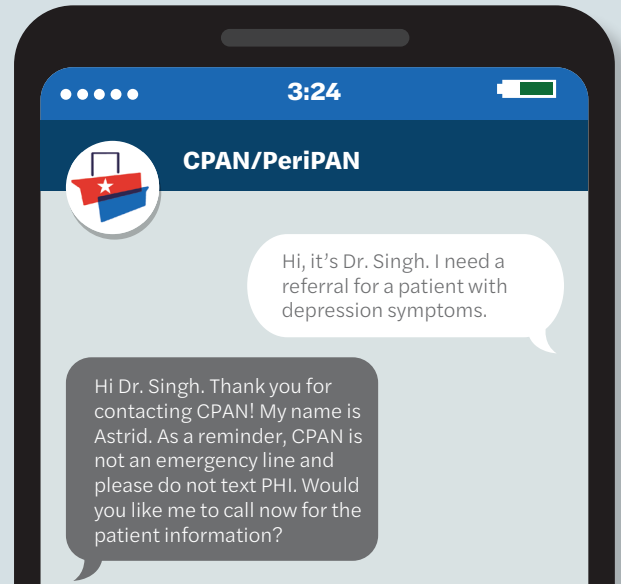 3:24
CPAN/PeriPAN
Hi, it’s Dr. Singh. I need a
referral for a patient with
depression symptoms.
Hi Dr. Singh. Thank you for
contacting CPAN! My name is
Astrid. As a reminder, CPAN is
not an emergency line and
please do not text PHI. Would
you like me to call now for the
patient information?